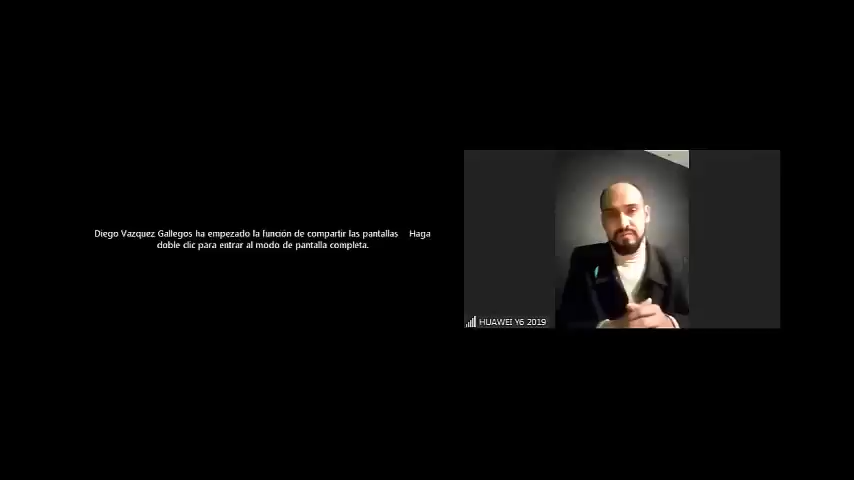 Diego Vazquez Gallegos ha empezado la función de compartir las pantallas Haga
doble clic para entrar al modo de pantalla completa.
HUAWEI Y6 2019